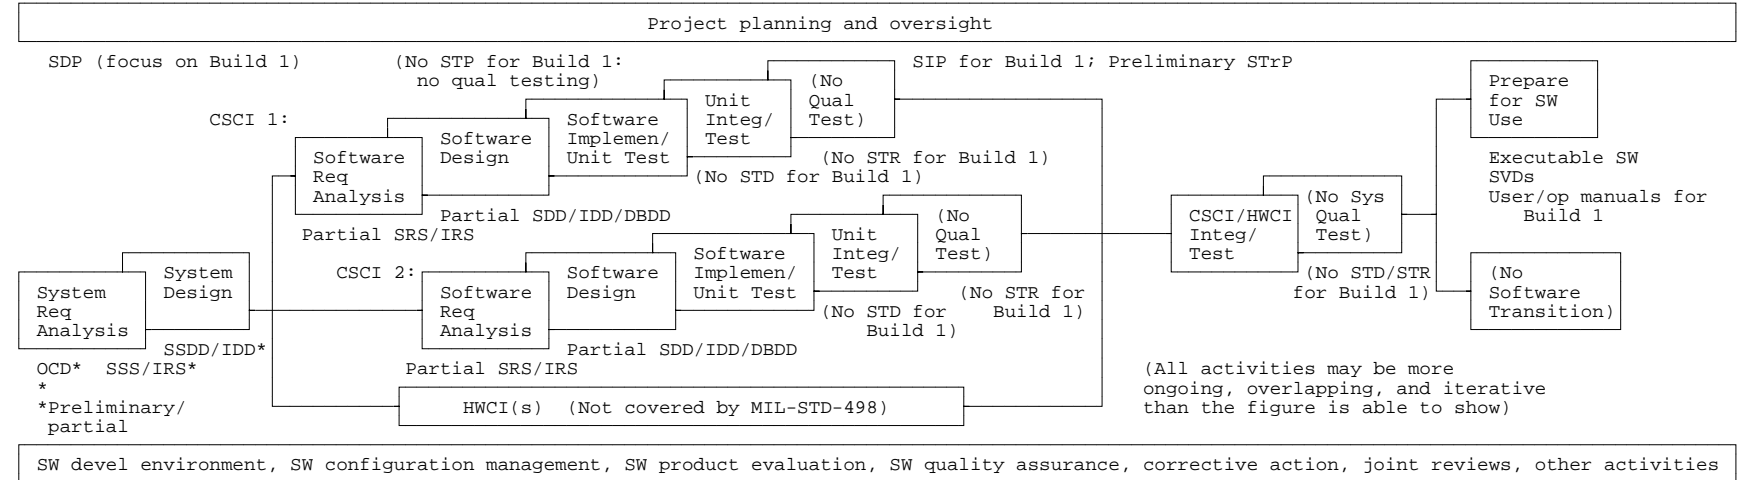 Project planning and oversight
SDP (focus on Build 1)
(No STP for Build 1:
no qual testing)
SIP for Build 1; Preliminary STrP
CSCI 1:
Software
Req
Analysis
Software
Design
Software
Implemen/
Unit Test
Unit
Integ/
Test
(No
Qual
Test)
(No STR for Build 1)
(No STD for Build 1)
Partial SDD/IDD/DBDD
Partial SRS/IRS
System
Req
Analysis
System
Design
SSDD/IDD*
OCD* SSS/IRS*
*
*Preliminary/
partial
CSCI 2:
Software
Req
Analysis
Software
Design
Software
Implemen/
Unit Test
Unit
Integ/
Test
(No
Qual
Test)
(No STR for
Build 1)
(No STD for
Build 1)
Partial SDD/IDD/DBDD
Partial SRS/IRS
HWCI(s) (Not covered by MIL-STD-498)
CSCI/HWCI
Integ/
Test
(No Sys
Qual
Test)
(No STD/STR
for Build 1)
Prepare
for SW
Use
Executable SW
SVDs
User/op manuals for
Build 1
(No
Software
Transition)
(All activities may be more
ongoing, overlapping, and iterative
than the figure is able to show)
SW devel environment, SW configuration management, SW product evaluation, SW quality assurance, corrective action, joint reviews, other activities